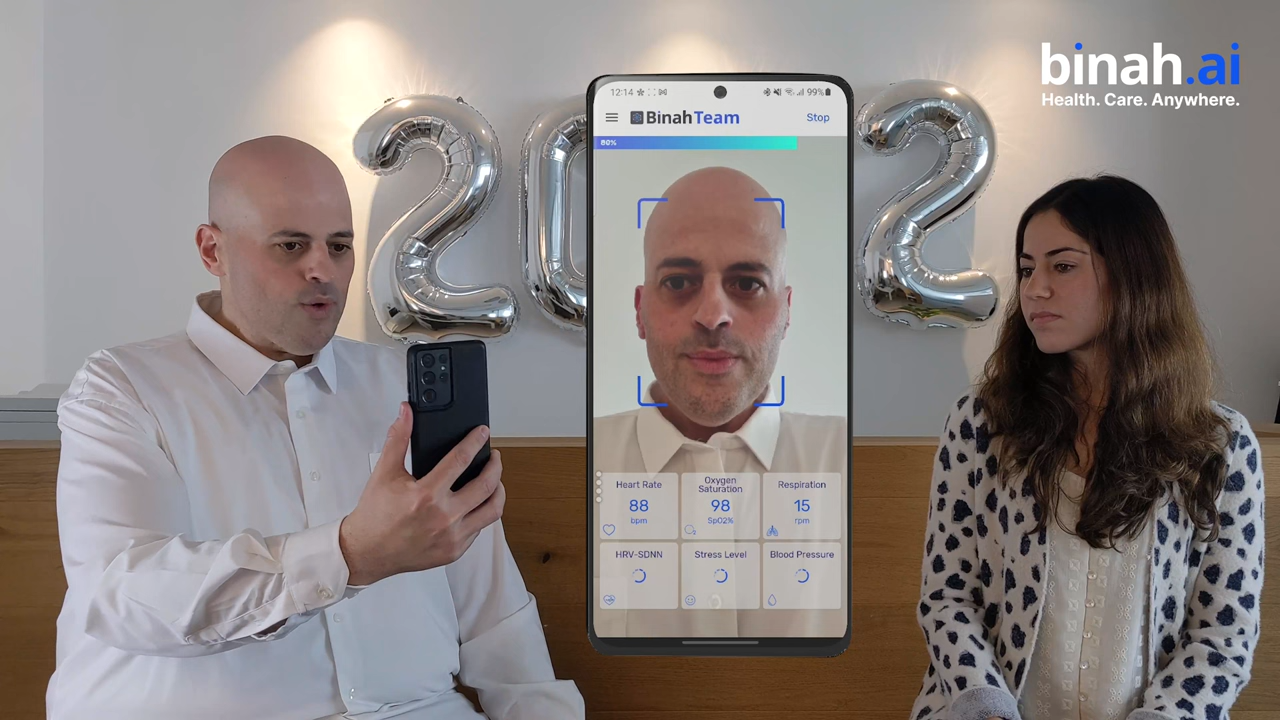 binah.ai
Health. Care. Anywhere.
202
12:14
99%
BinahTeam
Stop
80%
Heart Rate
88
bpm
Oxygen
Saturation
98
SpO2%
Respiration
15
rpm
HRV-SDNN
Stress Level
Blood Pressure